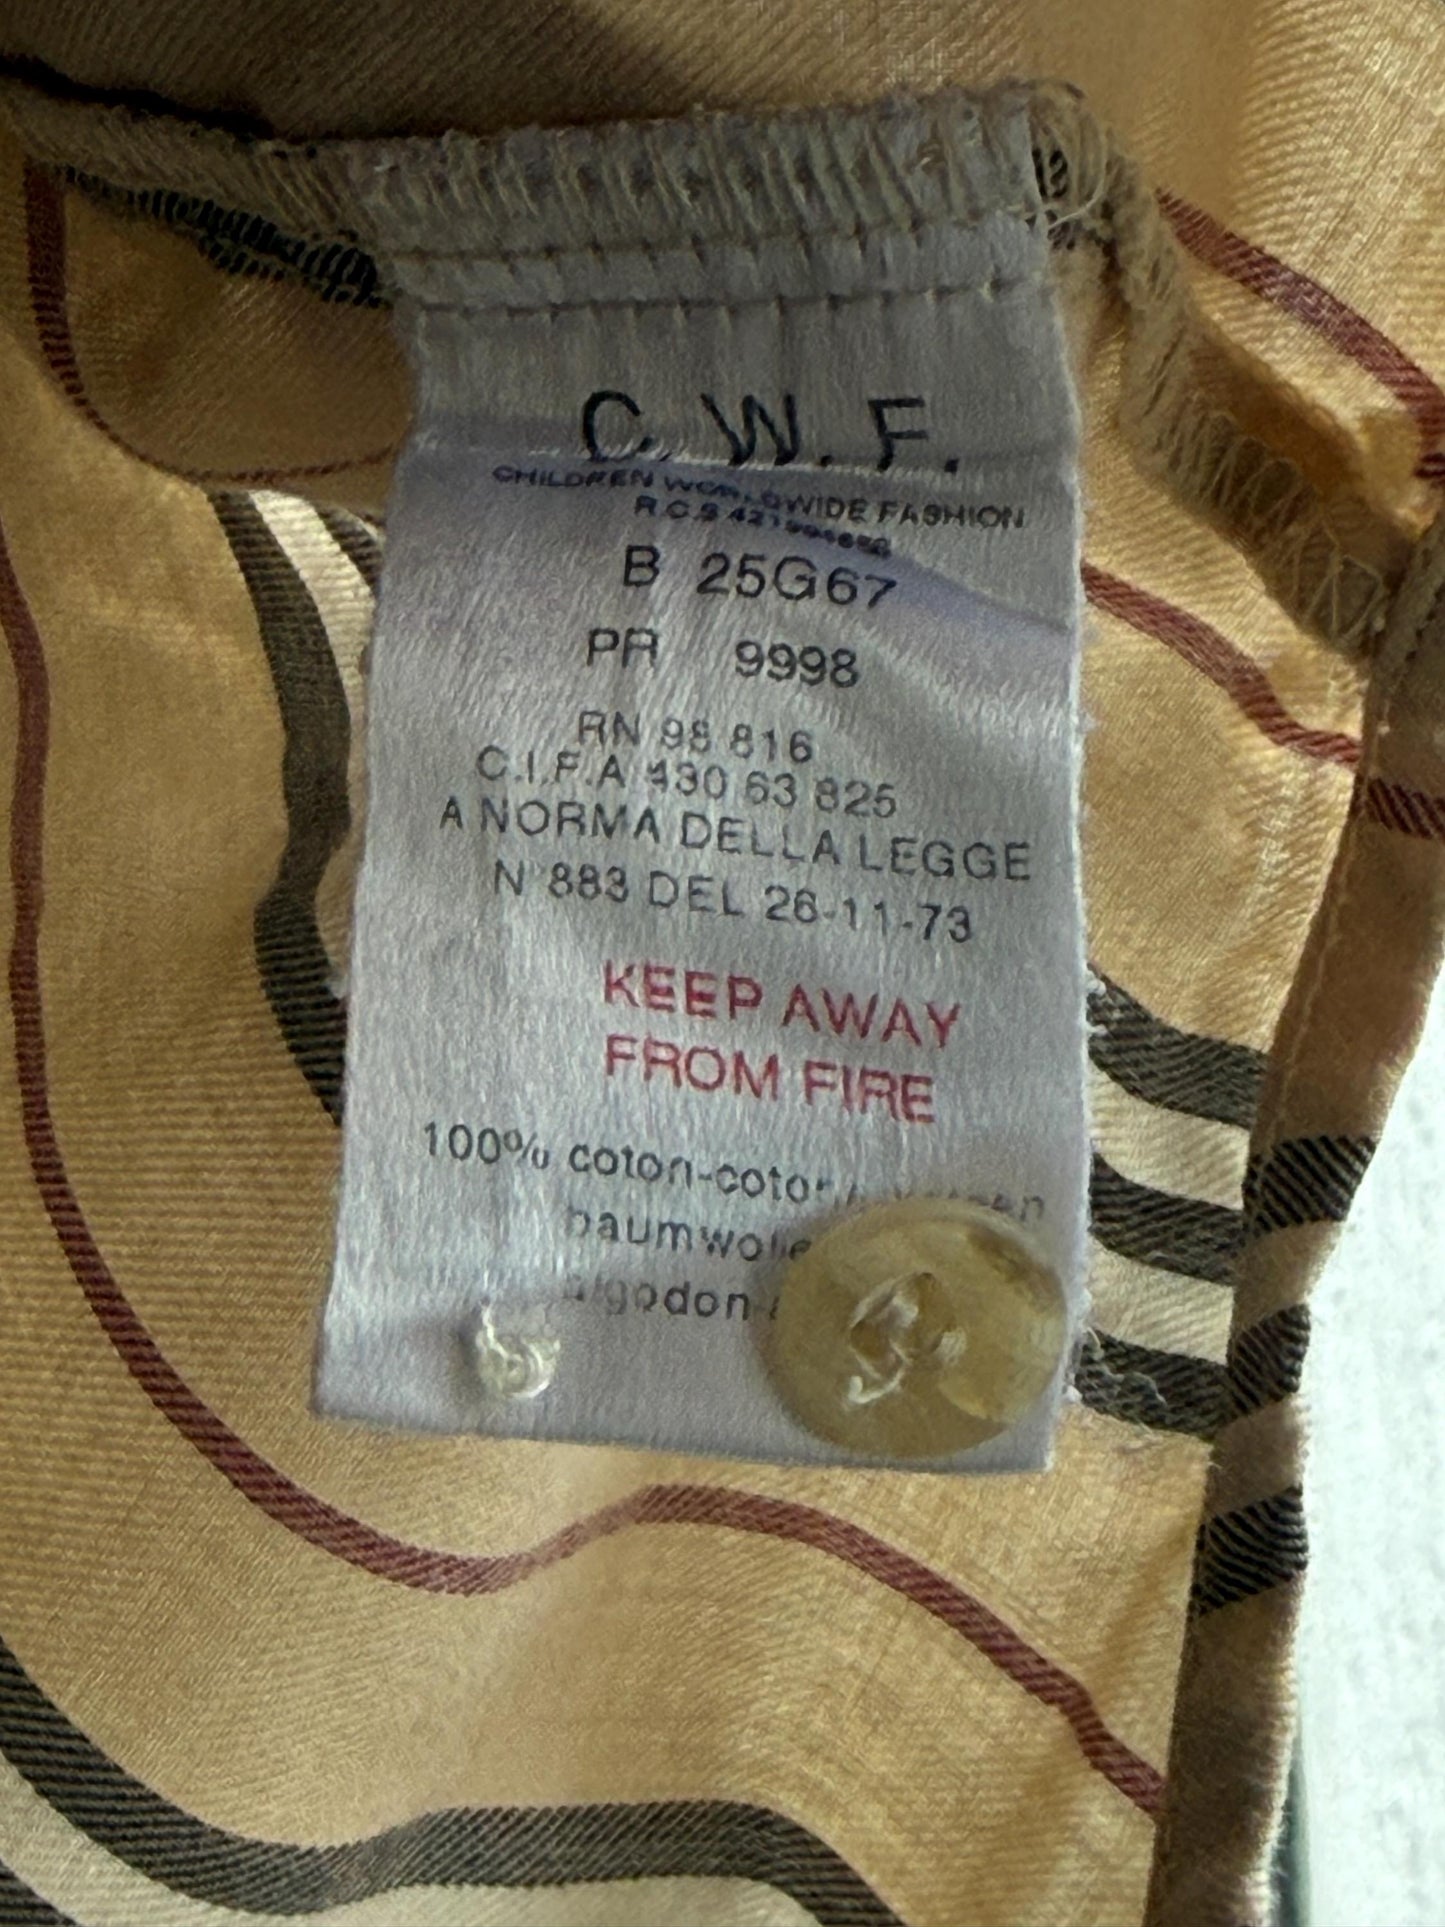 C.W.F.
CHILDREN WORLDWIDE FASHION
R.C.S
B 25G67
PR 9998
RN 98 816
C.I.F.A 430 63 825
A NORMA DELLA LEGGE
N°883 DEL 26-11-73
KEEP AWAY
FROM FIRE
100% coton-coton
baumwolle
algodon